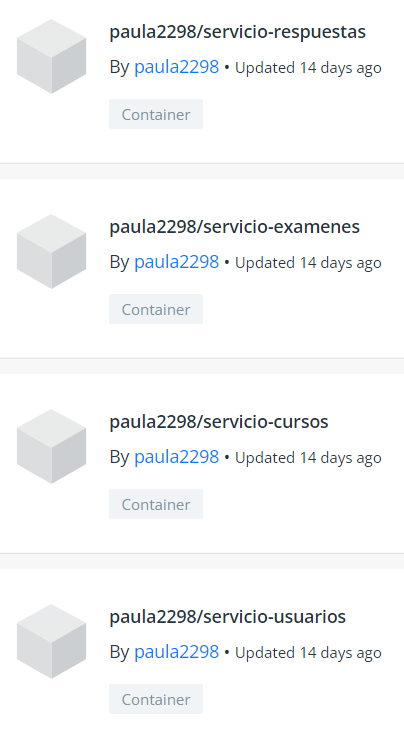 paula2298/servicio-respuestas
By paula2298 • Updated 14 days ago
Container
paula2298/servicio-examenes
By paula2298 • Updated 14 days ago
Container
paula2298/servicio-cursos
By paula2298 • Updated 14 days ago
Container
paula2298/servicio-usuarios
By paula2298 • Updated 14 days ago
Container